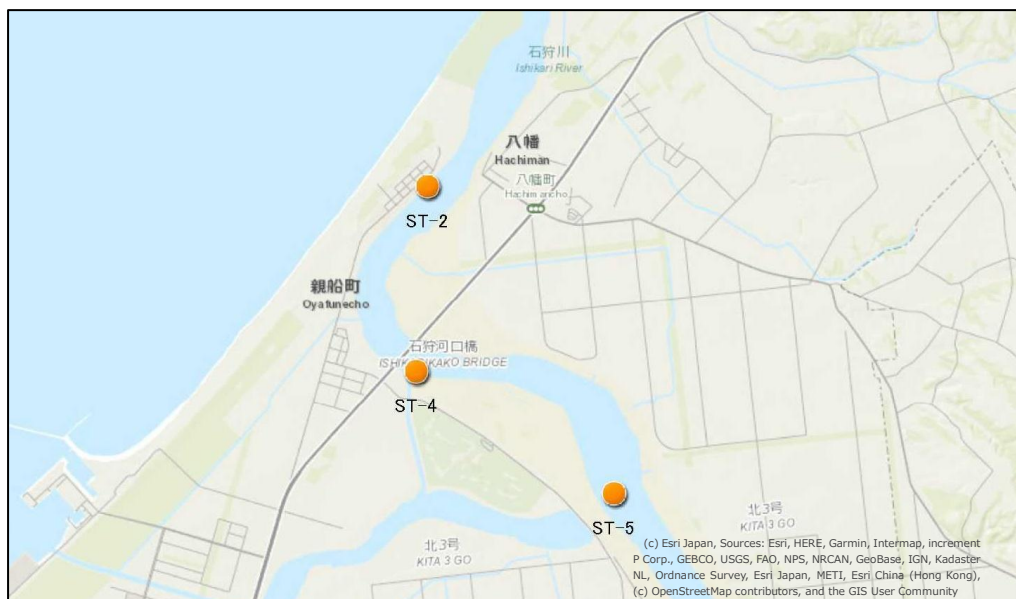 石狩川
Ishikari River
八幡
Hachiman
八幡町
Hachimancho
ST-2
親船町
Oyafunecho
石狩河口橋
ISHIKARIKAKO BRIDGE
ST-4
ST-5
北3号
KITA 3 GO
北3号
KITA 3 GO
(c) Esri Japan, Sources: Esri, HERE, Garmin, Intermap, increment
P Corp., GEBCO, USGS, FAO, NPS, NRCAN, GeoBase, IGN, Kadaster
NL, Ordnance Survey, Esri Japan, METI, Esri China (Hong Kong),
(c) OpenStreetMap contributors, and the GIS User Community